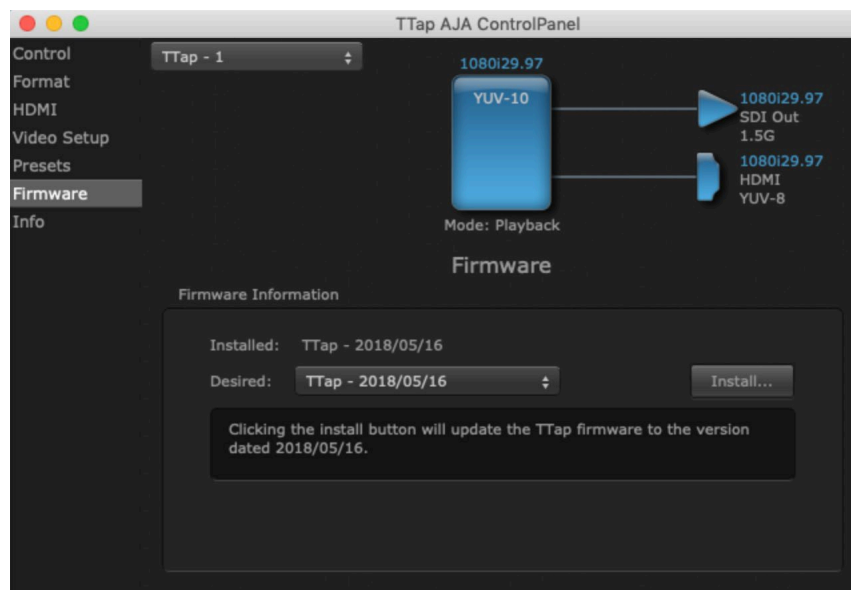 TTap AJA ControlPanel
Control
Format
HDMI
Video Setup
Presets
Firmware
Info
TTap - 1
1080i29.97
YUV-10
1080i29.97
SDI Out
1.5G
1080i29.97
HDMI
YUV-8
Mode: Playback
Firmware
Firmware Information
Installed: TTap - 2018/05/16
Desired: TTap - 2018/05/16 Install...
Clicking the install button will update the TTap firmware to the version
dated 2018/05/16.